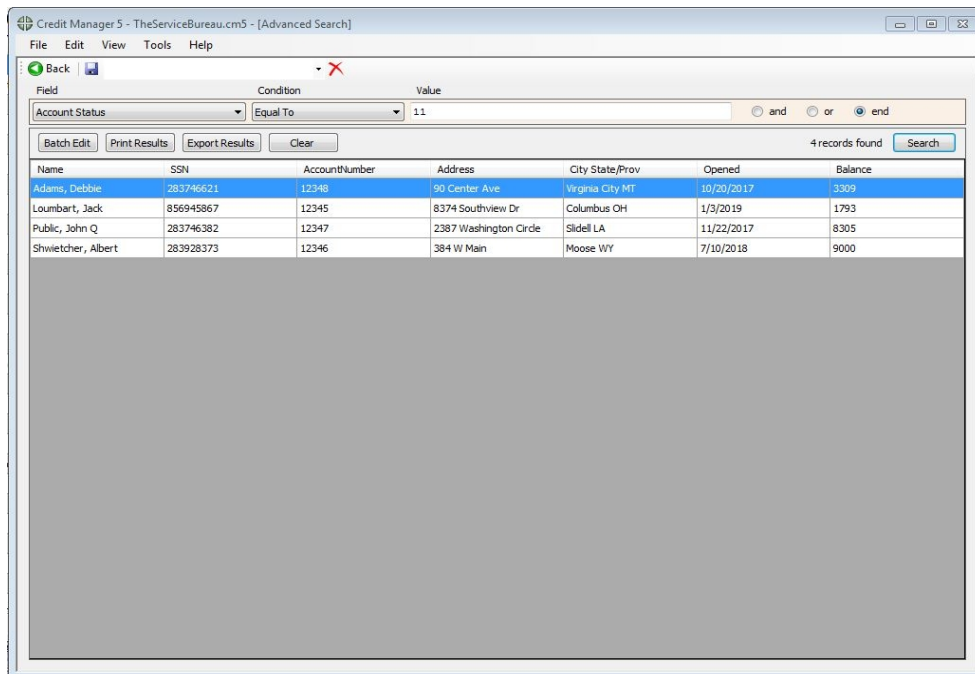 Credit Manager 5 - TheServiceBureau.cm5 - [Advanced Search]
File Edit View Tools Help
Back
Field Condition Value
Account Status Equal To 11 and or end
Batch Edit Print Results Export Results Clear 4 records found Search
Name SSN AccountNumber Address City State/Prov Opened Balance
Adams, Debbie 283746621 12348 90 Center Ave Virginia City MT 10/20/2017 3309
Loumbart, Jack 856945867 12345 8374 Southview Dr Columbus OH 1/3/2019 1793
Public, John Q 283746382 12347 2387 Washington Circle Slidell LA 11/22/2017 8305
Shwietcher, Albert 283928373 12346 384 W Main Moose WY 7/10/2018 9000